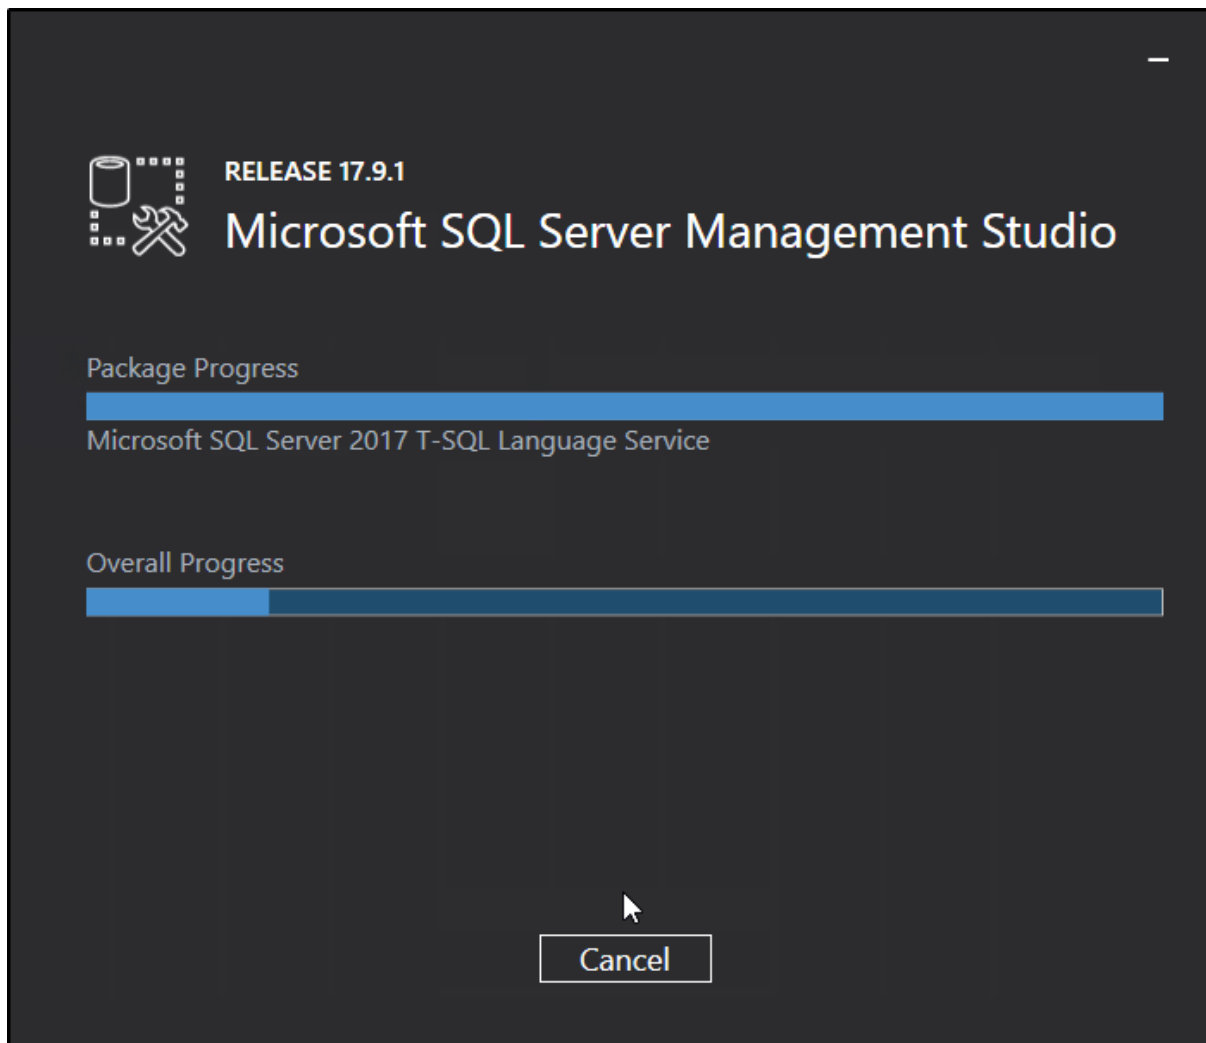 RELEASE 17.9.1
Microsoft SQL Server Management Studio
Package Progress
Microsoft SQL Server 2017 T-SQL Language Service
Overall Progress
Cancel